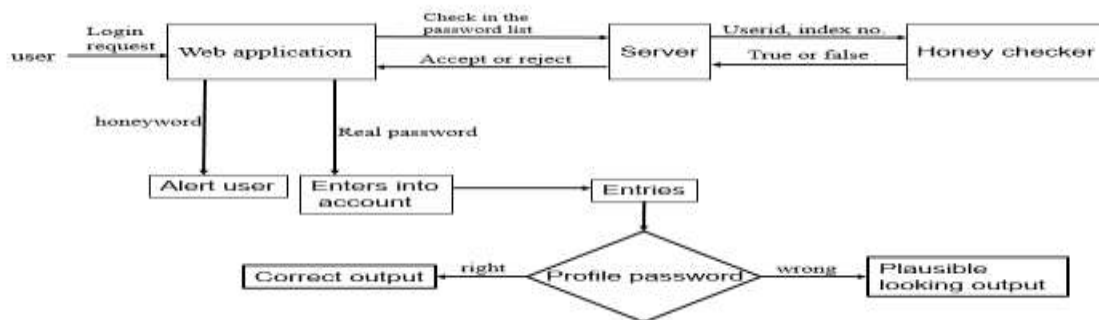 user
Login
request
Web application
Check in the
password list
Accept or reject
Server
Userid, index no.
True or false
Honey checker
honeyword
Real password
Alert user
Enters into
account
Entries
Profile password
right
Correct output
wrong
Plausible
looking output